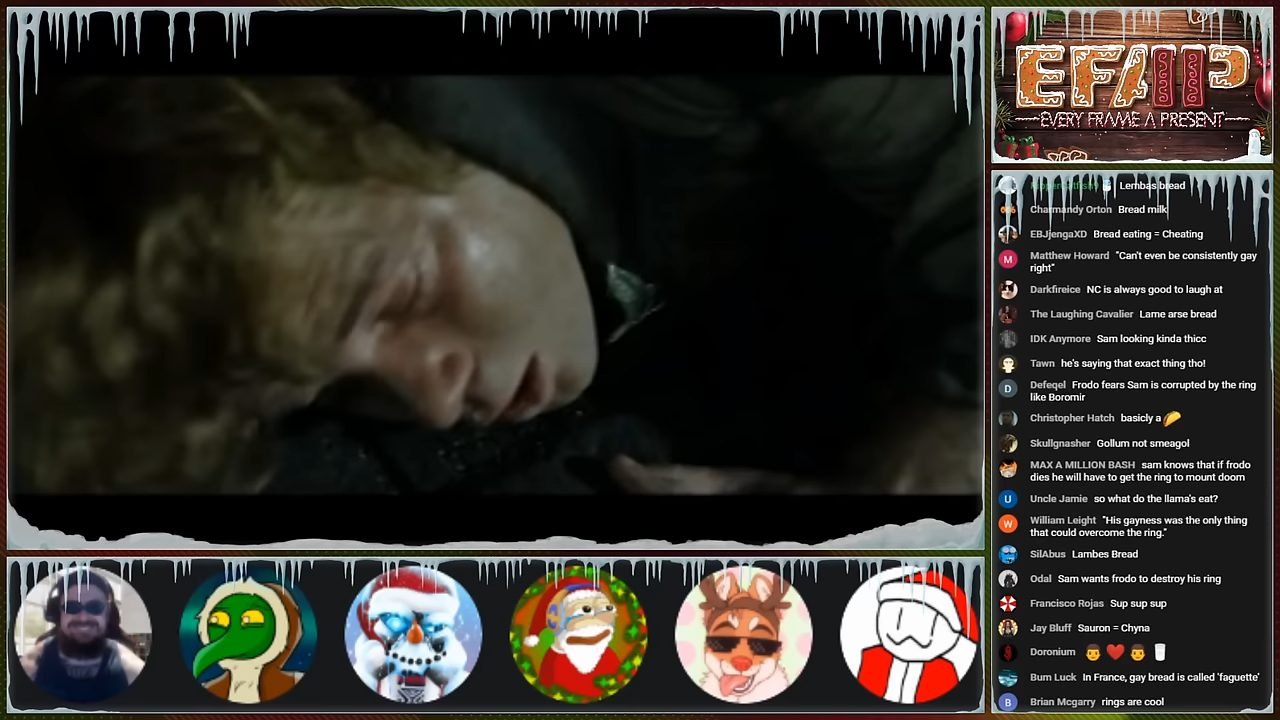 EFAP
EVERY FRAME A PRESENT
Lembas bread
Charmandy Orton Bread milk
EBJjengaXD Bread eating = Cheating
M Matthew Howard "Can't even be consistently gay
right"
Darkfireice NC is always good to laugh at
The Laughing Cavalier Lame arse bread
IDK Anymore Sam looking kinda thicc
Tawn he's saying that exact thing tho!
D Defeqel Frodo fears Sam is corrupted by the ring
like Boromir
Christopher Hatch basicly a 🌮
Skullgnasher Gollum not smeagol
MAX A MILLION BASH sam knows that if frodo
dies he will have to get the ring to mount doom
U Uncle Jamie so what do the llama's eat?
W William Leight "His gayness was the only thing
that could overcome the ring."
SilAbus Lambes Bread
Odal Sam wants frodo to destroy his ring
Francisco Rojas Sup sup sup
Jay Bluff Sauron = Chyna
Doronium 👨 ❤️ 👨 🥛
Bum Luck In France, gay bread is called 'faguette'
B Brian Mcgarry rings are cool